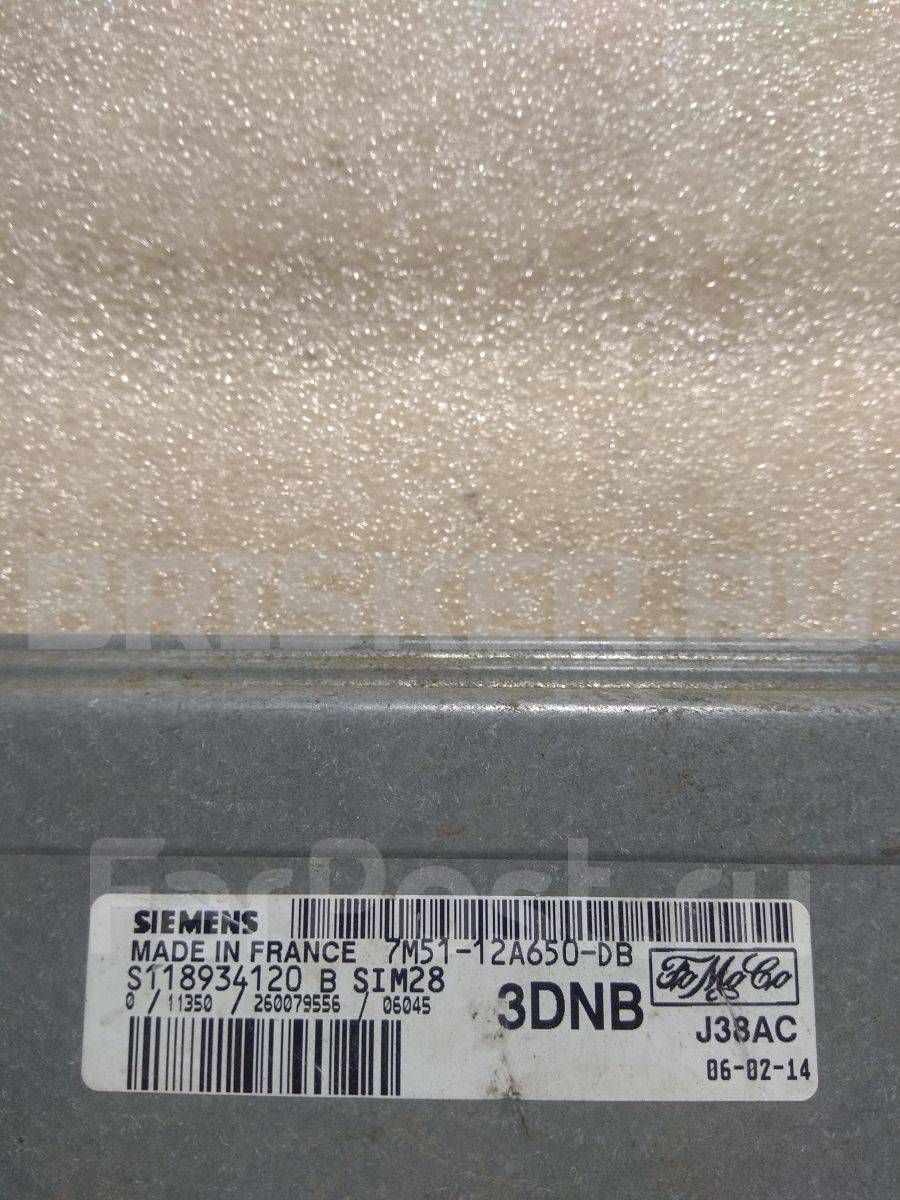 BRISKER.RU
FarPost.ru
SIEMENS
MADE IN FRANCE 7M51-12A650-DB
S118934120 B SIM28
0 / 11350 / 260079556 / 06045
3DNB
FoMoCo
J38AC
06-02-14